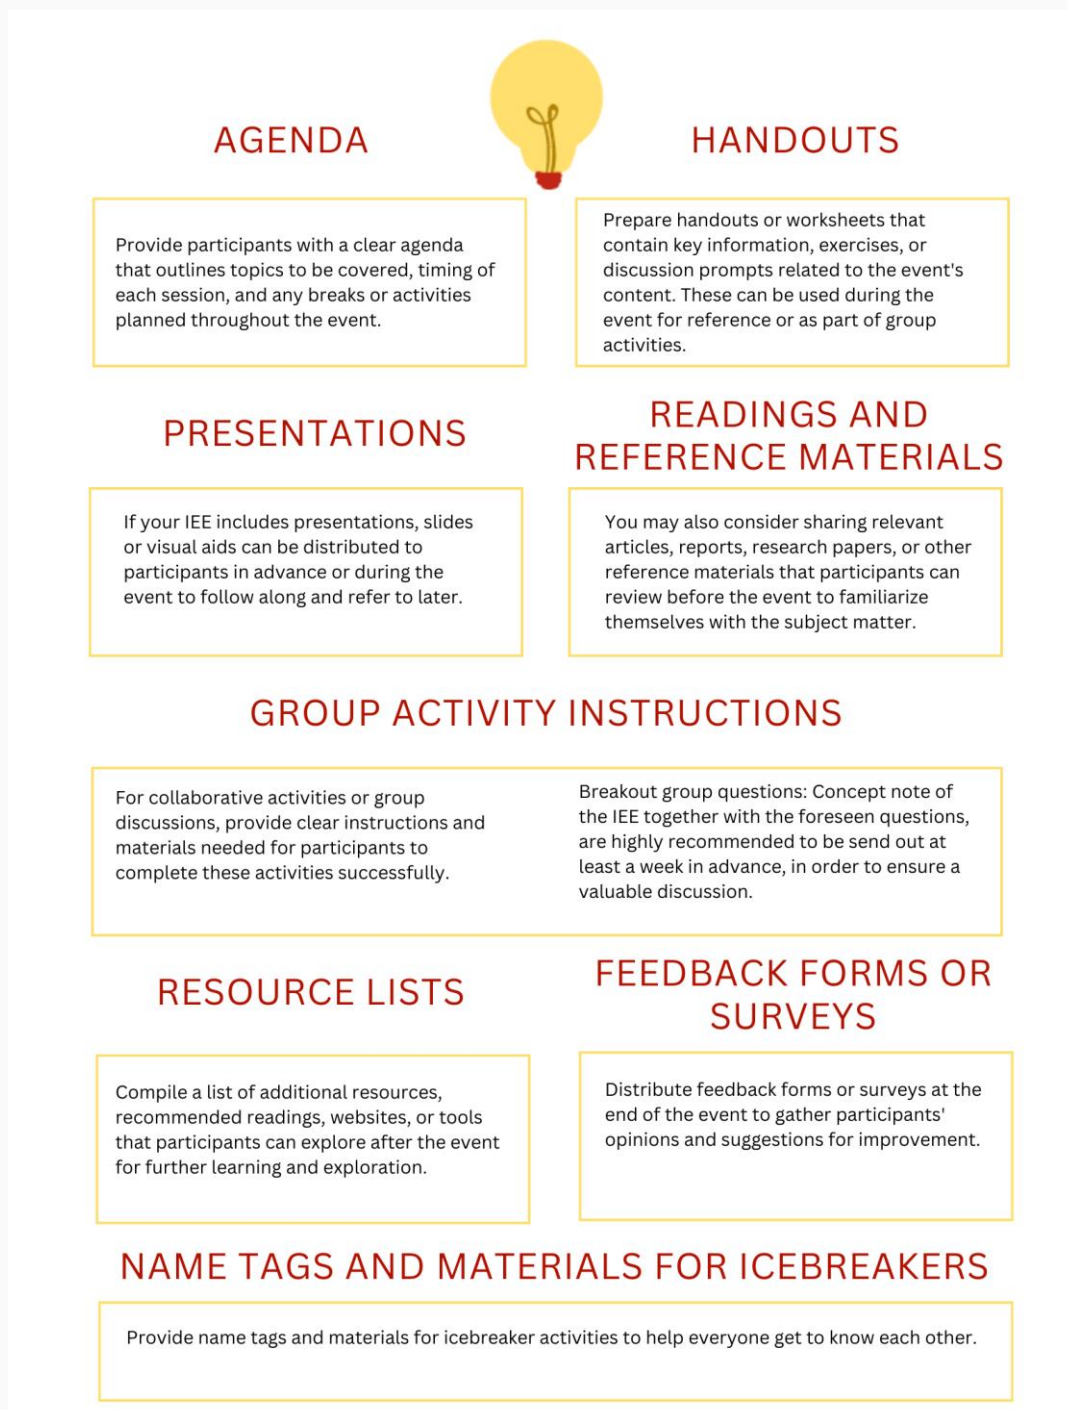 AGENDA
Provide participants with a clear agenda
that outlines topics to be covered, timing of
each session, and any breaks or activities
planned throughout the event.
HANDOUTS
Prepare handouts or worksheets that
contain key information, exercises, or
discussion prompts related to the event's
content. These can be used during the
event for reference or as part of group
activities.
PRESENTATIONS
If your IEE includes presentations, slides
or visual aids can be distributed to
participants in advance or during the
event to follow along and refer to later.
READINGS AND
REFERENCE MATERIALS
You may also consider sharing relevant
articles, reports, research papers, or other
reference materials that participants can
review before the event to familiarize
themselves with the subject matter.
GROUP ACTIVITY INSTRUCTIONS
For collaborative activities or group
discussions, provide clear instructions and
materials needed for participants to
complete these activities successfully.
Breakout group questions: Concept note of
the IEE together with the foreseen questions,
are highly recommended to be send out at
least a week in advance, in order to ensure a
valuable discussion.
RESOURCE LISTS
Compile a list of additional resources,
recommended readings, websites, or tools
that participants can explore after the event
for further learning and exploration.
FEEDBACK FORMS OR
SURVEYS
Distribute feedback forms or surveys at the
end of the event to gather participants'
opinions and suggestions for improvement.
NAME TAGS AND MATERIALS FOR ICEBREAKERS
Provide name tags and materials for icebreaker activities to help everyone get to know each other.